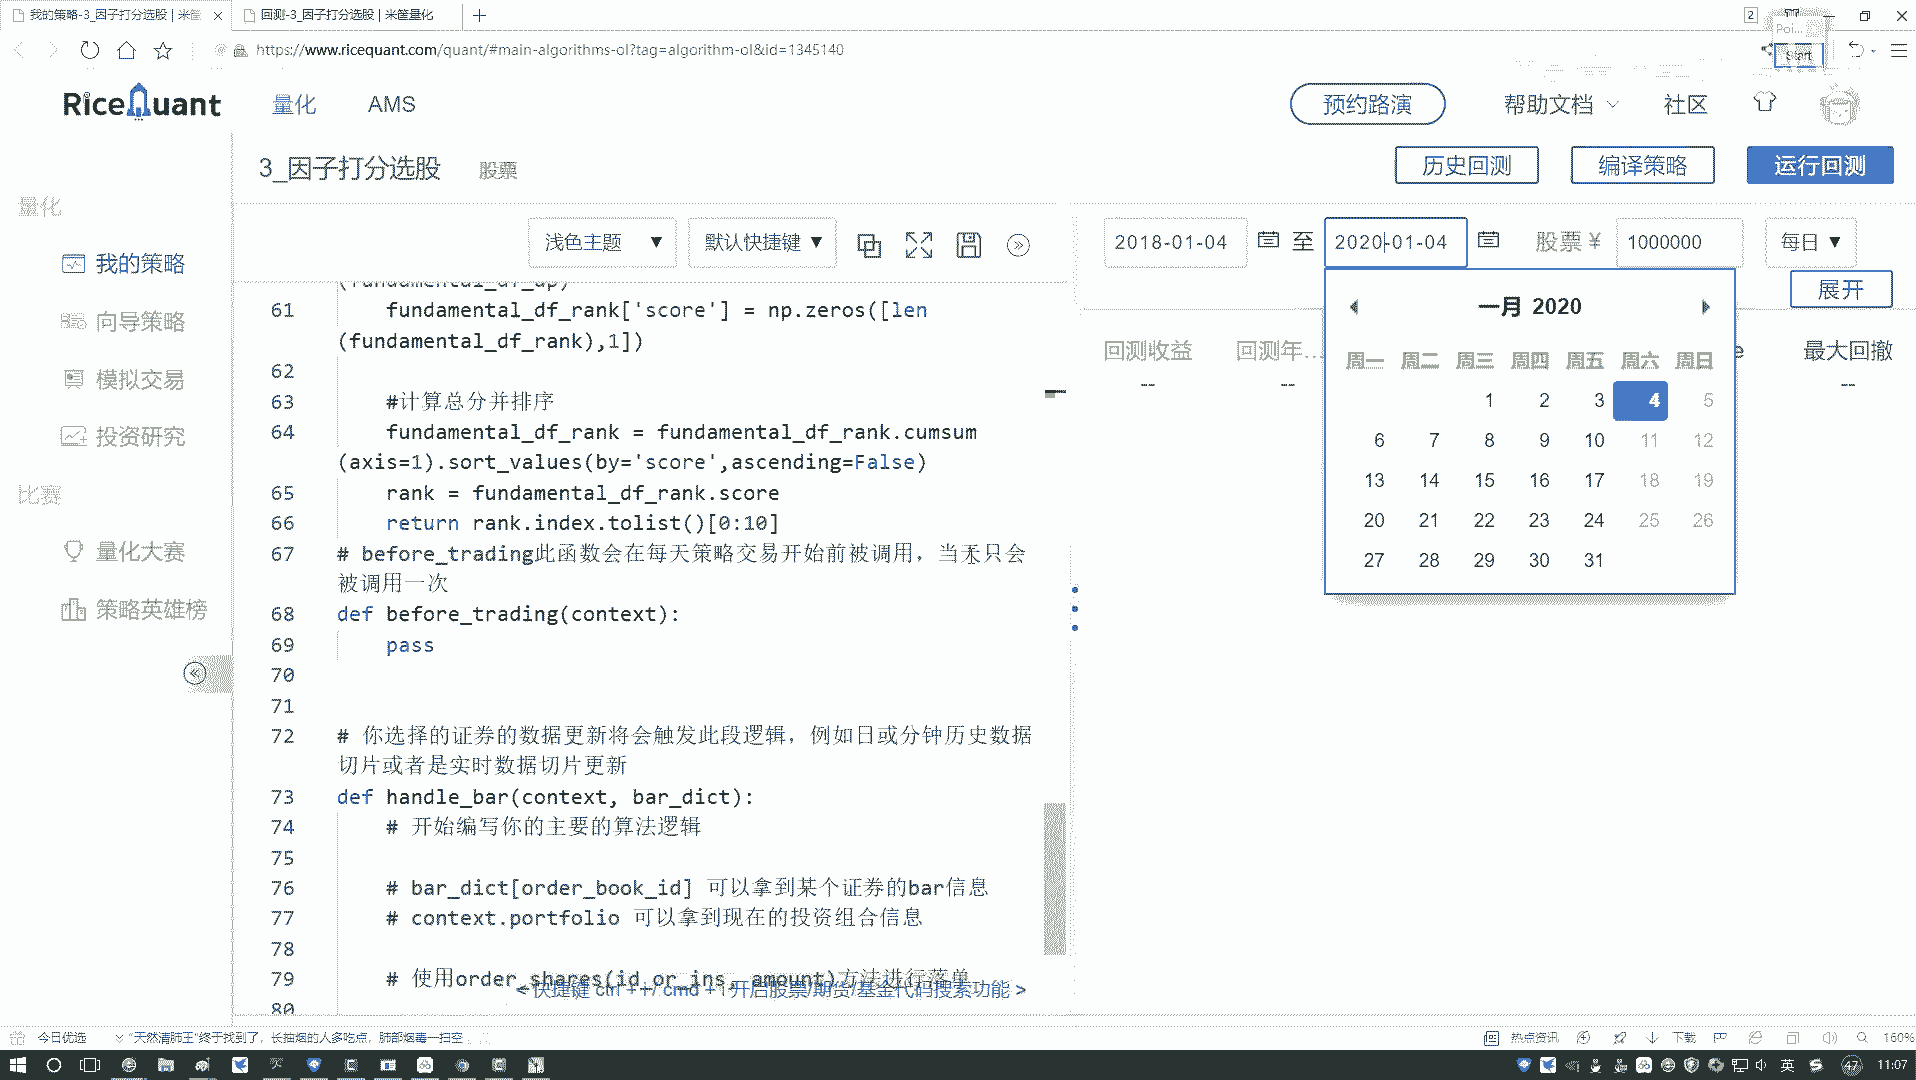 我的策略-3_因子打分选股 | 米筐
回测-3_因子打分选股 | 米筐量化
2
https://www.ricequant.com/quant/#main-algorithms-ol?tag=algorithm-ol&id=1345140
Poi...
Start
RiceQuant
量化
AMS
预约路演
帮助文档
社区
3_因子打分选股
股票
历史回测
编译策略
运行回测
量化
我的策略
向导策略
模拟交易
投资研究
比赛
量化大赛
策略英雄榜
浅色主题
默认快捷键
2018-01-04
至
2020-01-04
股票 ¥
1000000
每日
展开
(fundamental_df_dp)
61 fundamental_df_rank['score'] = np.zeros([len
(fundamental_df_rank),1])
62
63 #计算总分并排序
64 fundamental_df_rank = fundamental_df_rank.cumsum
(axis=1).sort_values(by='score',ascending=False)
65 rank = fundamental_df_rank.score
66 return rank.index.tolist()[0:10]
67 # before_trading此函数会在每天策略交易开始前被调用，当天只会
被调用一次
68 def before_trading(context):
69 pass
70
71
72 # 你选择的证券的数据更新将会触发此段逻辑，例如日或分钟历史数据
切片或者是实时数据切片更新
73 def handle_bar(context, bar_dict):
74 # 开始编写你的主要的算法逻辑
75
76 # bar_dict[order_book_id] 可以拿到某个证券的bar信息
77 # context.portfolio 可以拿到现在的投资组合信息
78
79 # 使用order_shares(id_or_ins, amount)方法进行落单
80
<快捷键 ctrl + i / cmd + i 开启股票/期货/基金代码搜索功能 >
回测收益
--
回测年...
--
最大回撤
--
一月 2020
周一 周二 周三 周四 周五 周六 周日
1 2 3 4 5
6 7 8 9 10 11 12
13 14 15 16 17 18 19
20 21 22 23 24 25 26
27 28 29 30 31
今日优选
"天然清肺王"终于找到了，长抽烟的人多吃点，肺部烟毒一扫空
热点资讯
下载
160%
英
47
11:07